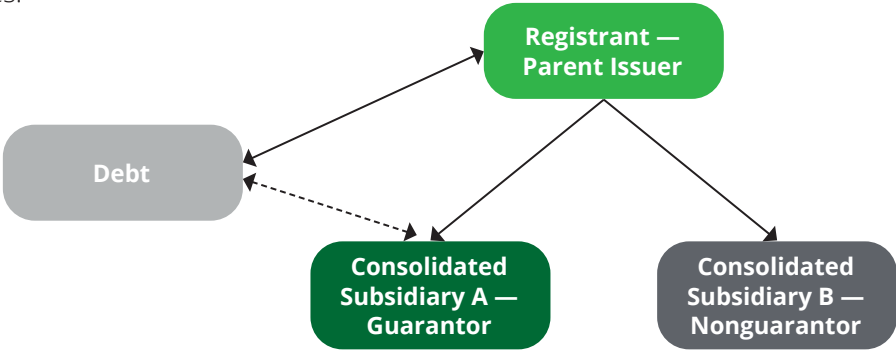 Registrant —
Parent Issuer
Debt
Consolidated
Subsidiary A —
Guarantor
Consolidated
Subsidiary B —
Nonguarantor